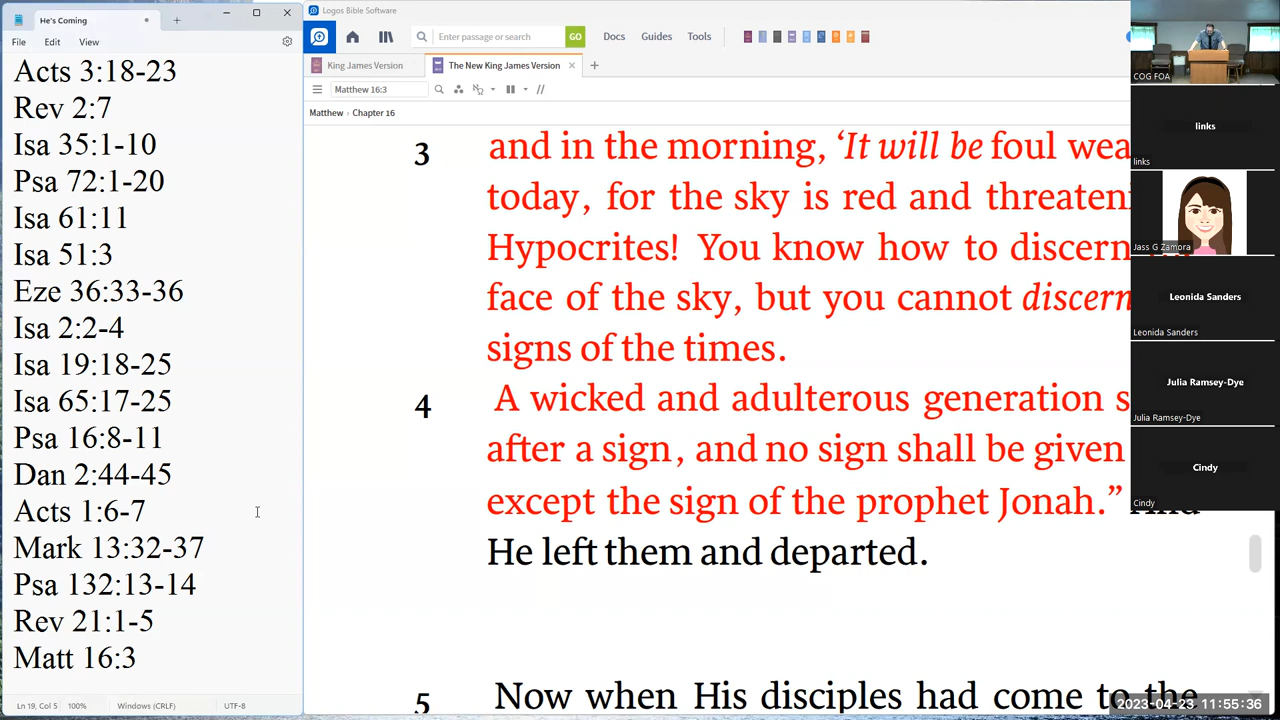 He's Coming
File Edit View
Acts 3:18-23
Rev 2:7
Isa 35:1-10
Psa 72:1-20
Isa 61:11
Isa 51:3
Eze 36:33-36
Isa 2:2-4
Isa 19:18-25
Isa 65:17-25
Psa 16:8-11
Dan 2:44-45
Acts 1:6-7
Mark 13:32-37
Psa 132:13-14
Rev 21:1-5
Matt 16:3
Ln 19, Col 5 100% Windows (CRLF) UTF-8
Logos Bible Software
Enter passage or search GO Docs Guides Tools
King James Version The New King James Version
Matthew 16:3
Matthew › Chapter 16
3 and in the morning, ‘It will be foul wea
today, for the sky is red and threateni
Hypocrites! You know how to discern
face of the sky, but you cannot discern
signs of the times.
4 A wicked and adulterous generation s
after a sign, and no sign shall be given
except the sign of the prophet Jonah.” And
He left them and departed.
5 Now when His disciples had come to the
COG FOA
links
links
Jass G Zamora
Leonida Sanders
Leonida Sanders
Julia Ramsey-Dye
Julia Ramsey-Dye
Cindy
Cindy
2023-04-23 11:55:36